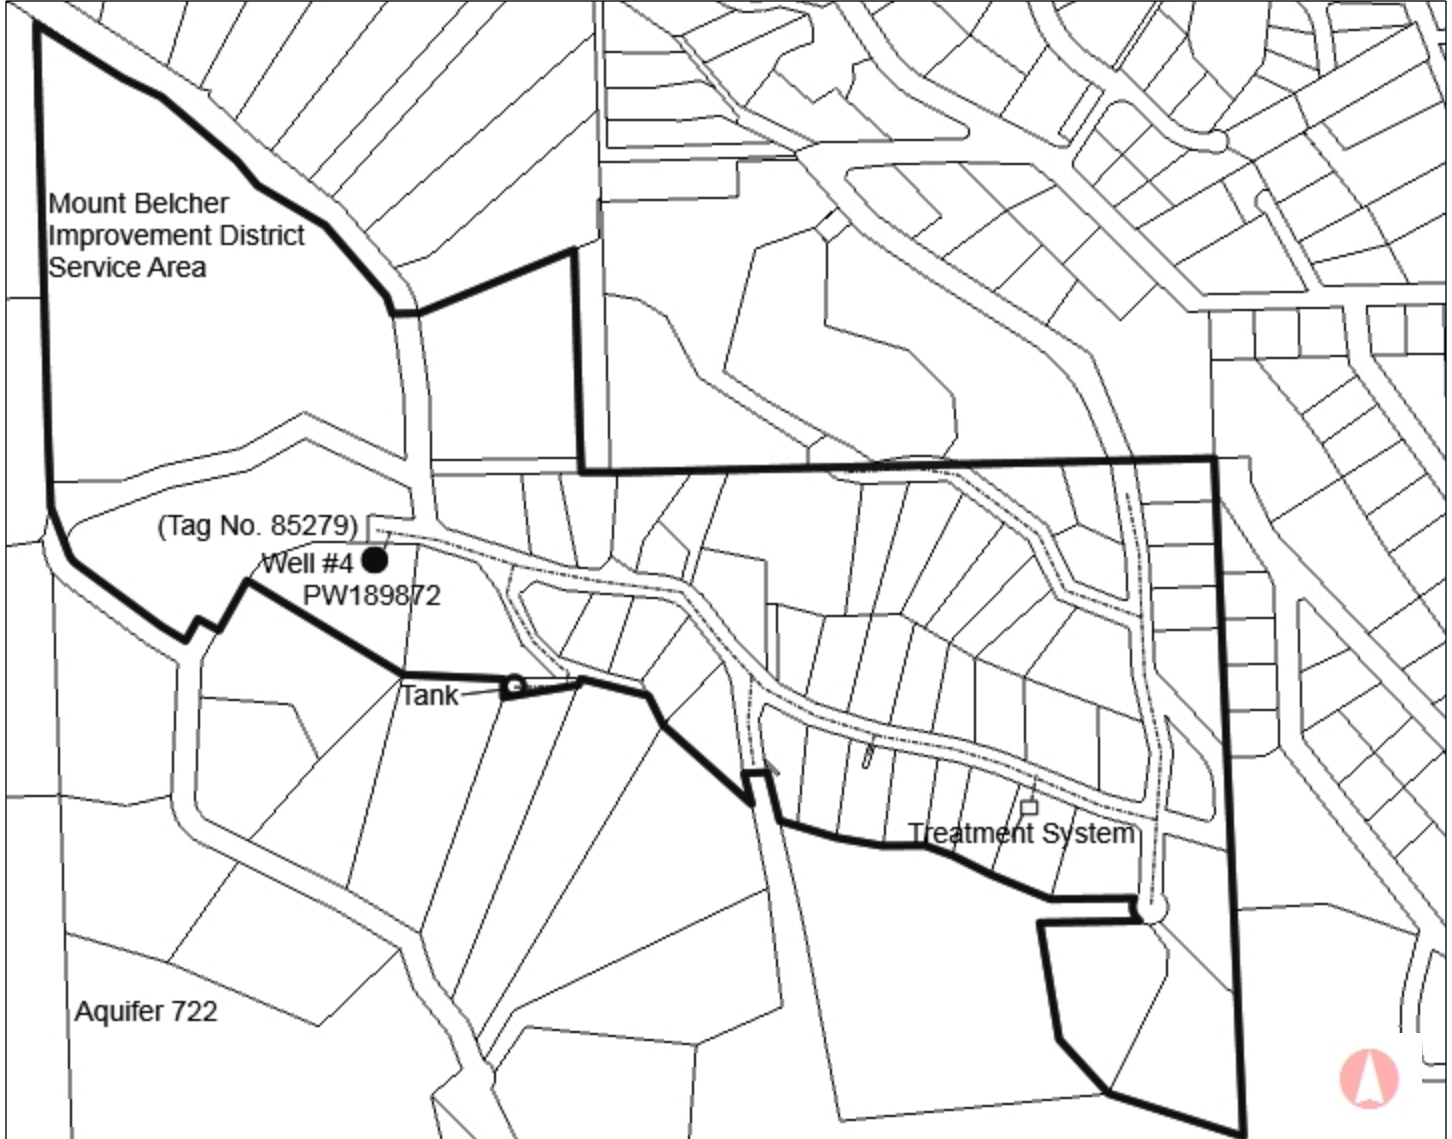 Mount Belcher
Improvement District
Service Area
(Tag No. 85279)
Well #4
PW189872
Tank
Treatment System
Aquifer 722